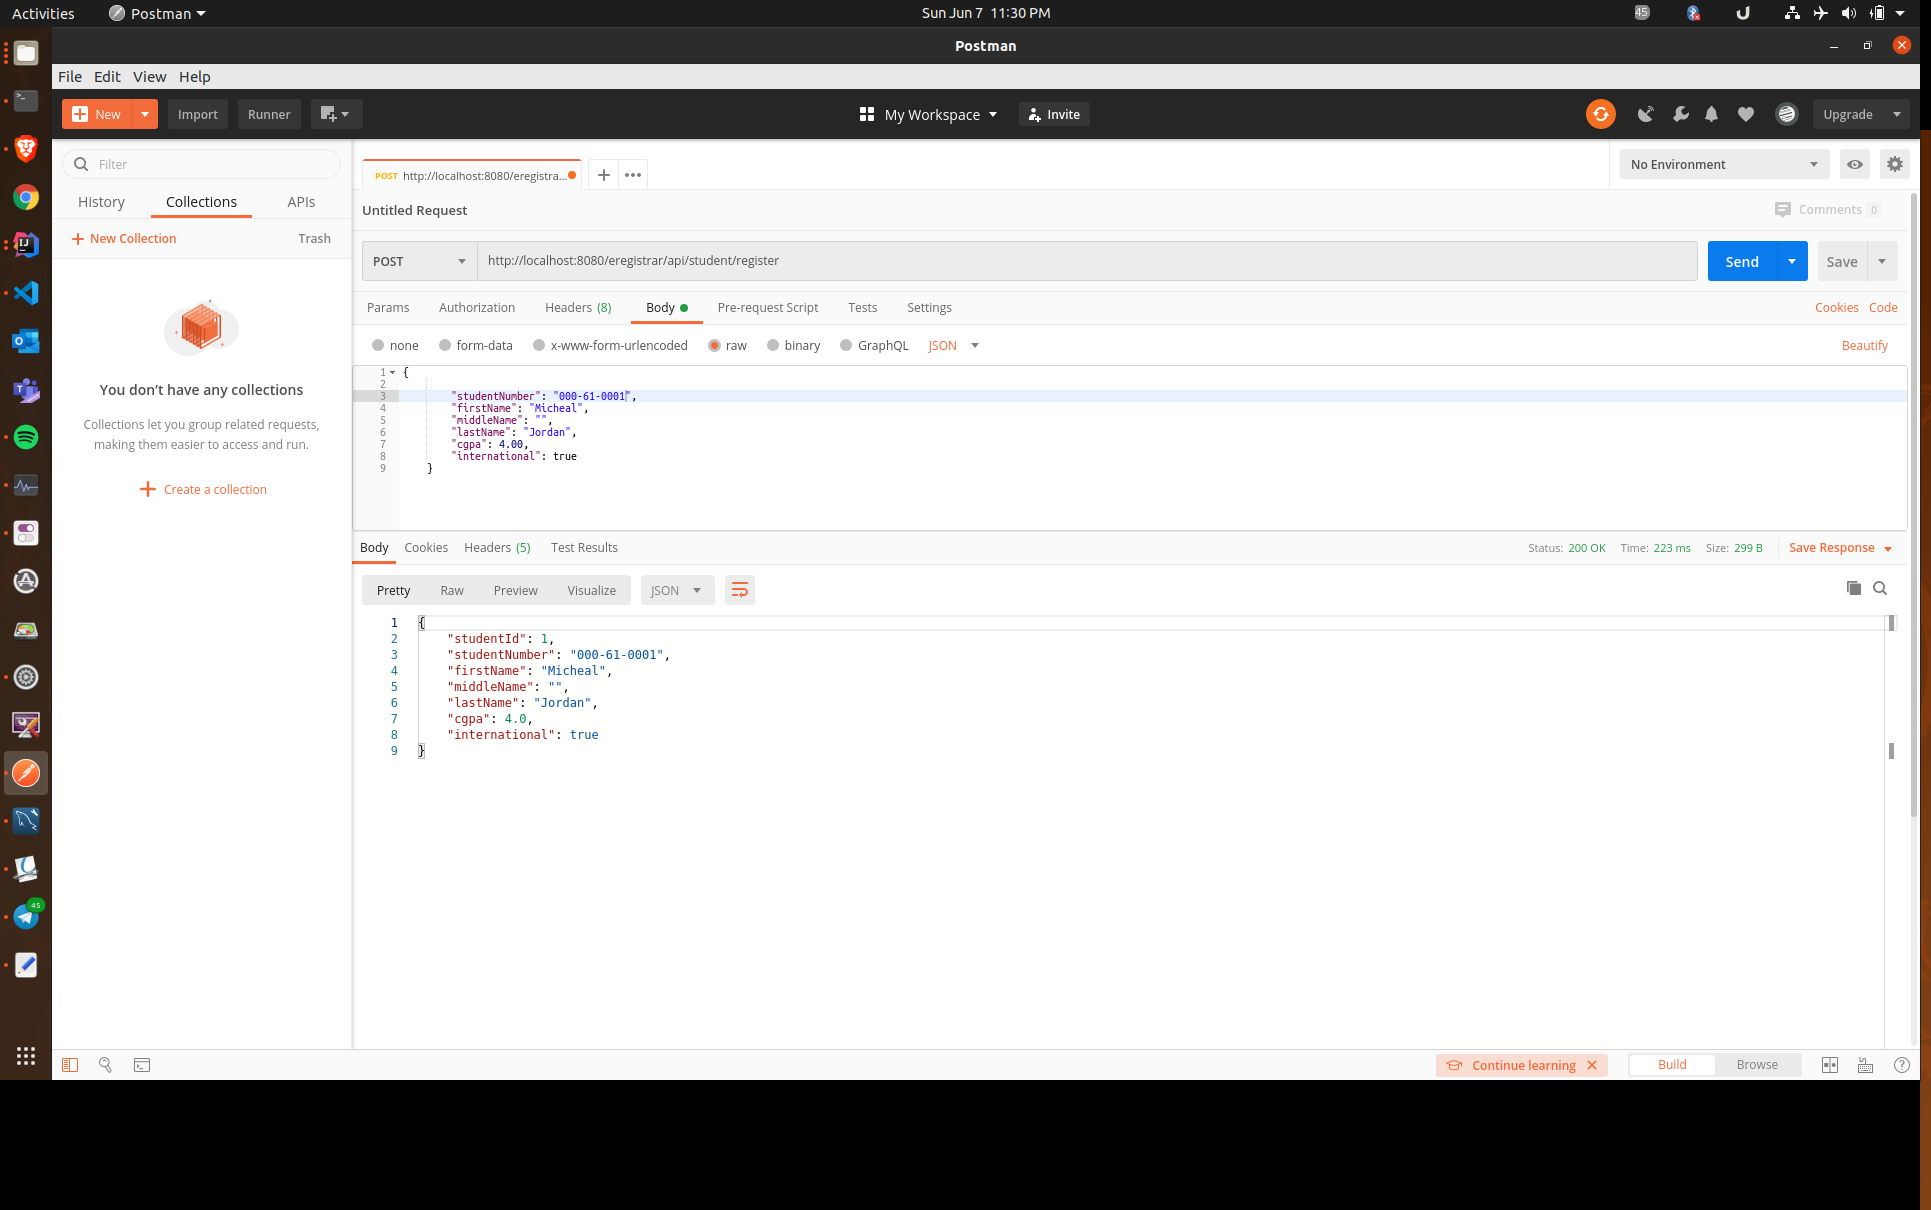 Activities Postman Sun Jun 7 11:30 PM 45
Postman
File Edit View Help
New Import Runner My Workspace Invite Upgrade
Filter
History Collections APIs
New Collection Trash
You don't have any collections
Collections let you group related requests,
making them easier to access and run.
Create a collection
POST http://localhost:8080/eregistra... No Environment
Untitled Request Comments 0
POST http://localhost:8080/eregistrar/api/student/register Send Save
Params Authorization Headers (8) Body Pre-request Script Tests Settings Cookies Code
none form-data x-www-form-urlencoded raw binary GraphQL JSON Beautify
1 {
2
3 "studentNumber": "000-61-0001",
4 "firstName": "Micheal",
5 "middleName": "",
6 "lastName": "Jordan",
7 "cgpa": 4.00,
8 "international": true
9 }
Body Cookies Headers (5) Test Results Status: 200 OK Time: 223 ms Size: 299 B Save Response
Pretty Raw Preview Visualize JSON
1 {
2 "studentId": 1,
3 "studentNumber": "000-61-0001",
4 "firstName": "Micheal",
5 "middleName": "",
6 "lastName": "Jordan",
7 "cgpa": 4.0,
8 "international": true
9 }
45
Continue learning Build Browse